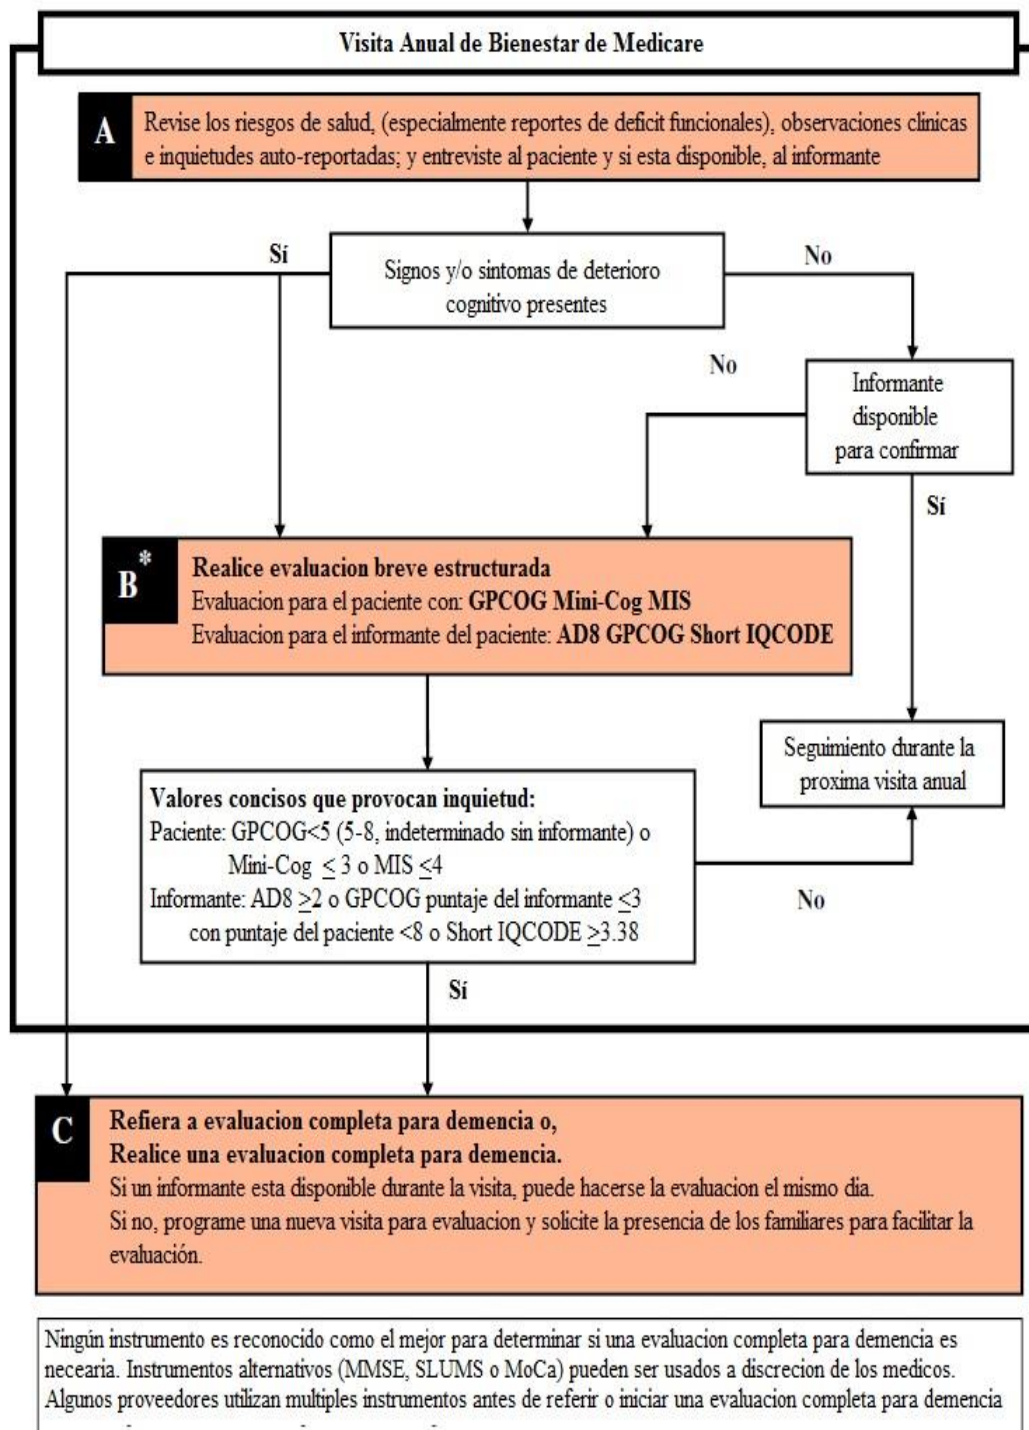 Visita Anual de Bienestar de Medicare
A
Revise los riesgos de salud, (especialmente reportes de deficit funcionales), observaciones clinicas
e inquietudes auto-reportadas; y entreviste al paciente y si esta disponible, al informante
Sí
No
Signos y/o sintomas de deterioro
cognitivo presentes
No
Informante
disponible
para confirmar
Sí
B*
Realice evaluacion breve estructurada
Evaluacion para el paciente con: GPCOG Mini-Cog MIS
Evaluacion para el informante del paciente: AD8 GPCOG Short IQCODE
Seguimiento durante la
proxima visita anual
Valores concisos que provocan inquietud:
Paciente: GPCOG<5 (5-8, indeterminado sin informante) o
Mini-Cog ≤ 3 o MIS ≤4
Informante: AD8 ≥2 o GPCOG puntaje del informante ≤3
con puntaje del paciente <8 o Short IQCODE ≥3.38
No
Sí
C
Refiera a evaluacion completa para demencia o,
Realice una evaluacion completa para demencia.
Si un informante esta disponible durante la visita, puede hacerse la evaluacion el mismo dia.
Si no, programe una nueva visita para evaluacion y solicite la presencia de los familiares para facilitar la
evaluación.
Ningún instrumento es reconocido como el mejor para determinar si una evaluacion completa para demencia es
necearia. Instrumentos alternativos (MMSE, SLUMS o MoCa) pueden ser usados a discrecion de los medicos.
Algunos proveedores utilizan multiples instrumentos antes de referir o iniciar una evaluacion completa para demencia